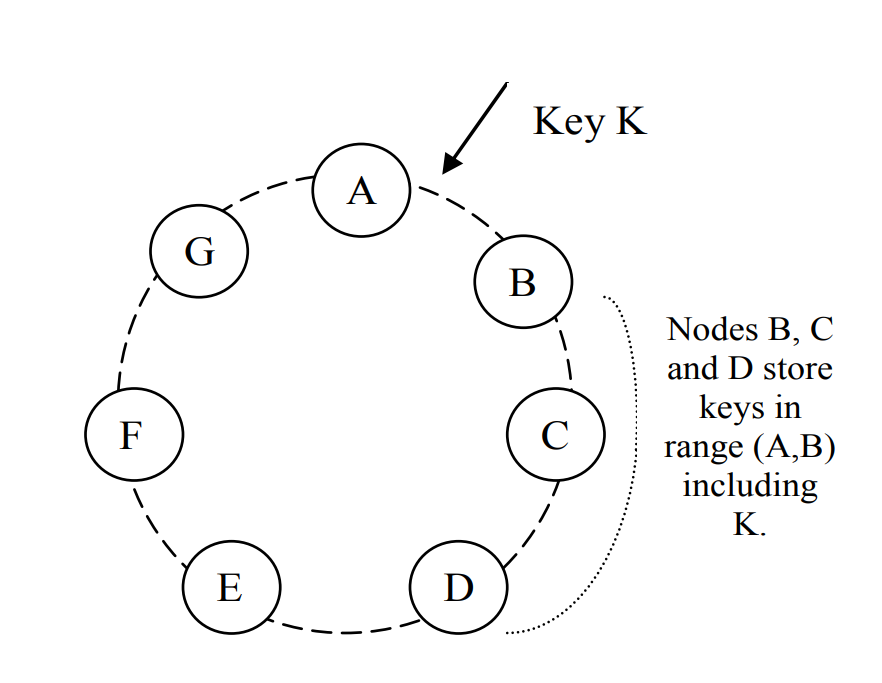 Key K
A
G
B
Nodes B, C
and D store
keys in
range (A,B)
including
K.
F
C
E
D